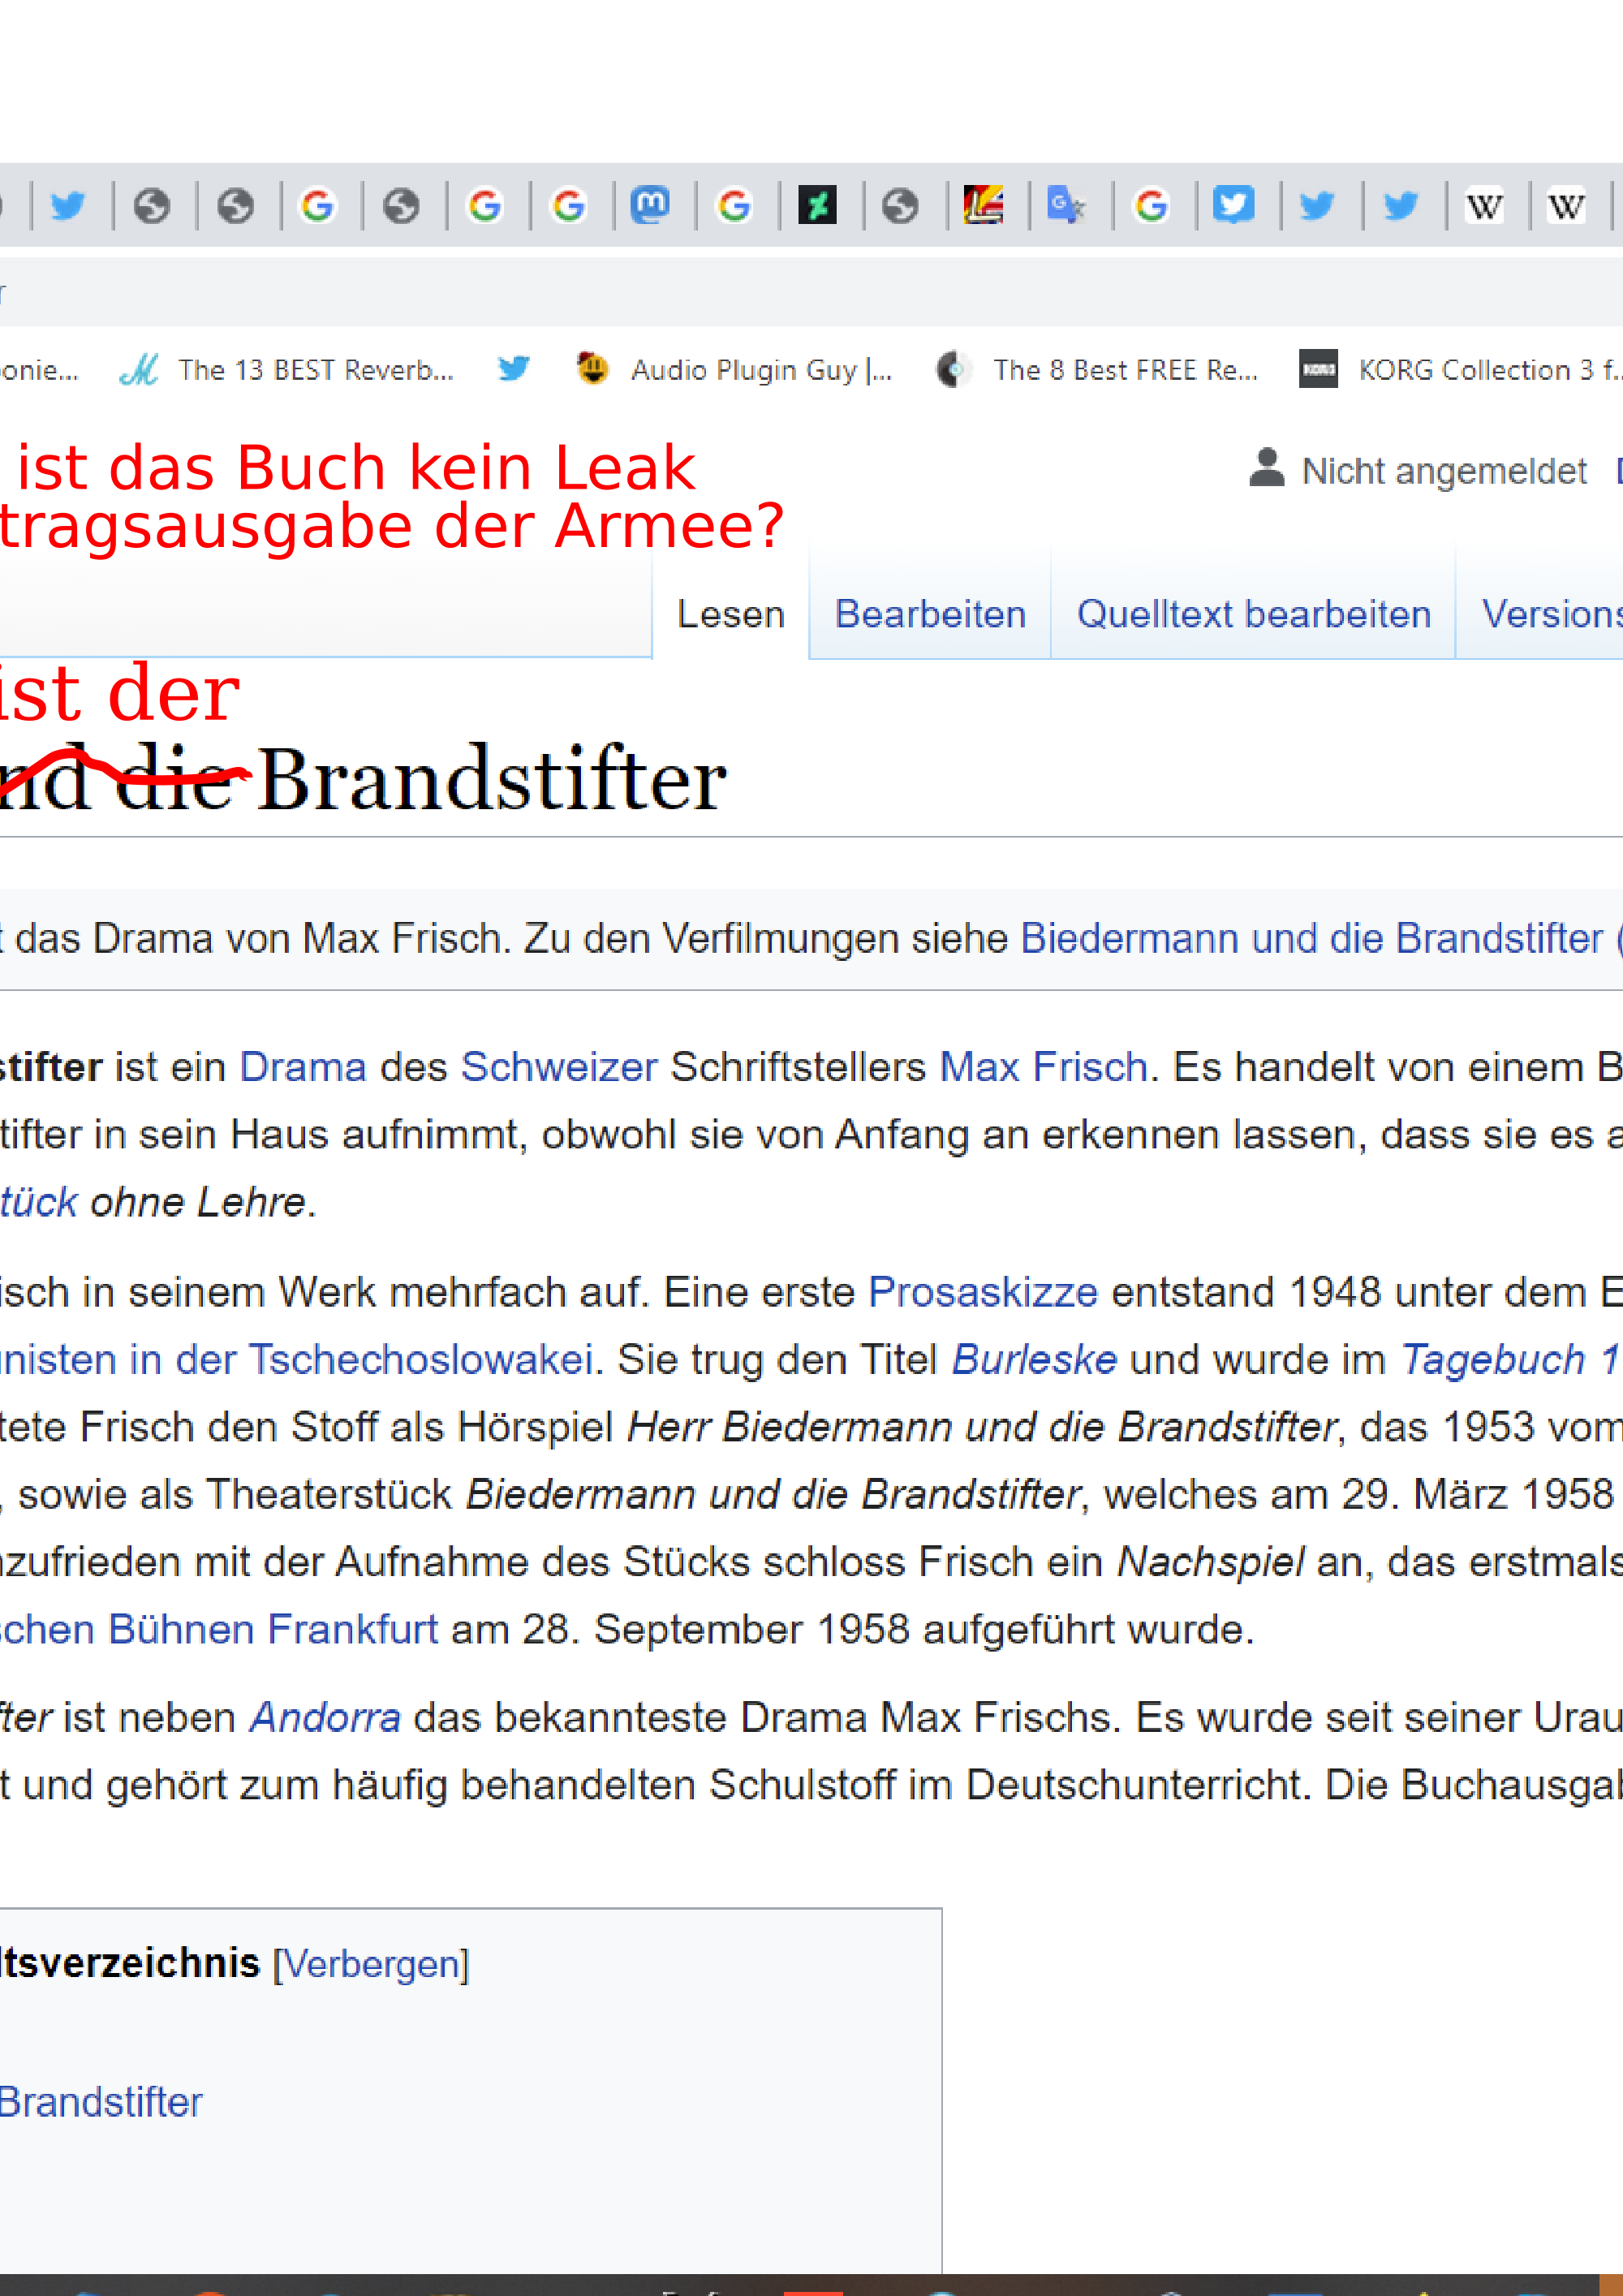 r
onie... The 13 BEST Reverb... Audio Plugin Guy |... The 8 Best FREE Re... KORG Collection 3 f...
ist das Buch kein Leak
Nicht angemeldet
tragsausgabe der Armee?
Lesen Bearbeiten Quelltext bearbeiten Versions
ist der
nd die Brandstifter
t das Drama von Max Frisch. Zu den Verfilmungen siehe Biedermann und die Brandstifter (
stifter ist ein Drama des Schweizer Schriftstellers Max Frisch. Es handelt von einem B
tifter in sein Haus aufnimmt, obwohl sie von Anfang an erkennen lassen, dass sie es a
tück ohne Lehre.
isch in seinem Werk mehrfach auf. Eine erste Prosaskizze entstand 1948 unter dem E
nisten in der Tschechoslowakei. Sie trug den Titel Burleske und wurde im Tagebuch 1
tete Frisch den Stoff als Hörspiel Herr Biedermann und die Brandstifter, das 1953 vom
, sowie als Theaterstück Biedermann und die Brandstifter, welches am 29. März 1958
nzufrieden mit der Aufnahme des Stücks schloss Frisch ein Nachspiel an, das erstmals
schen Bühnen Frankfurt am 28. September 1958 aufgeführt wurde.
fter ist neben Andorra das bekannteste Drama Max Frischs. Es wurde seit seiner Urau
t und gehört zum häufig behandelten Schulstoff im Deutschunterricht. Die Buchausgab
ltsverzeichnis [Verbergen]
Brandstifter